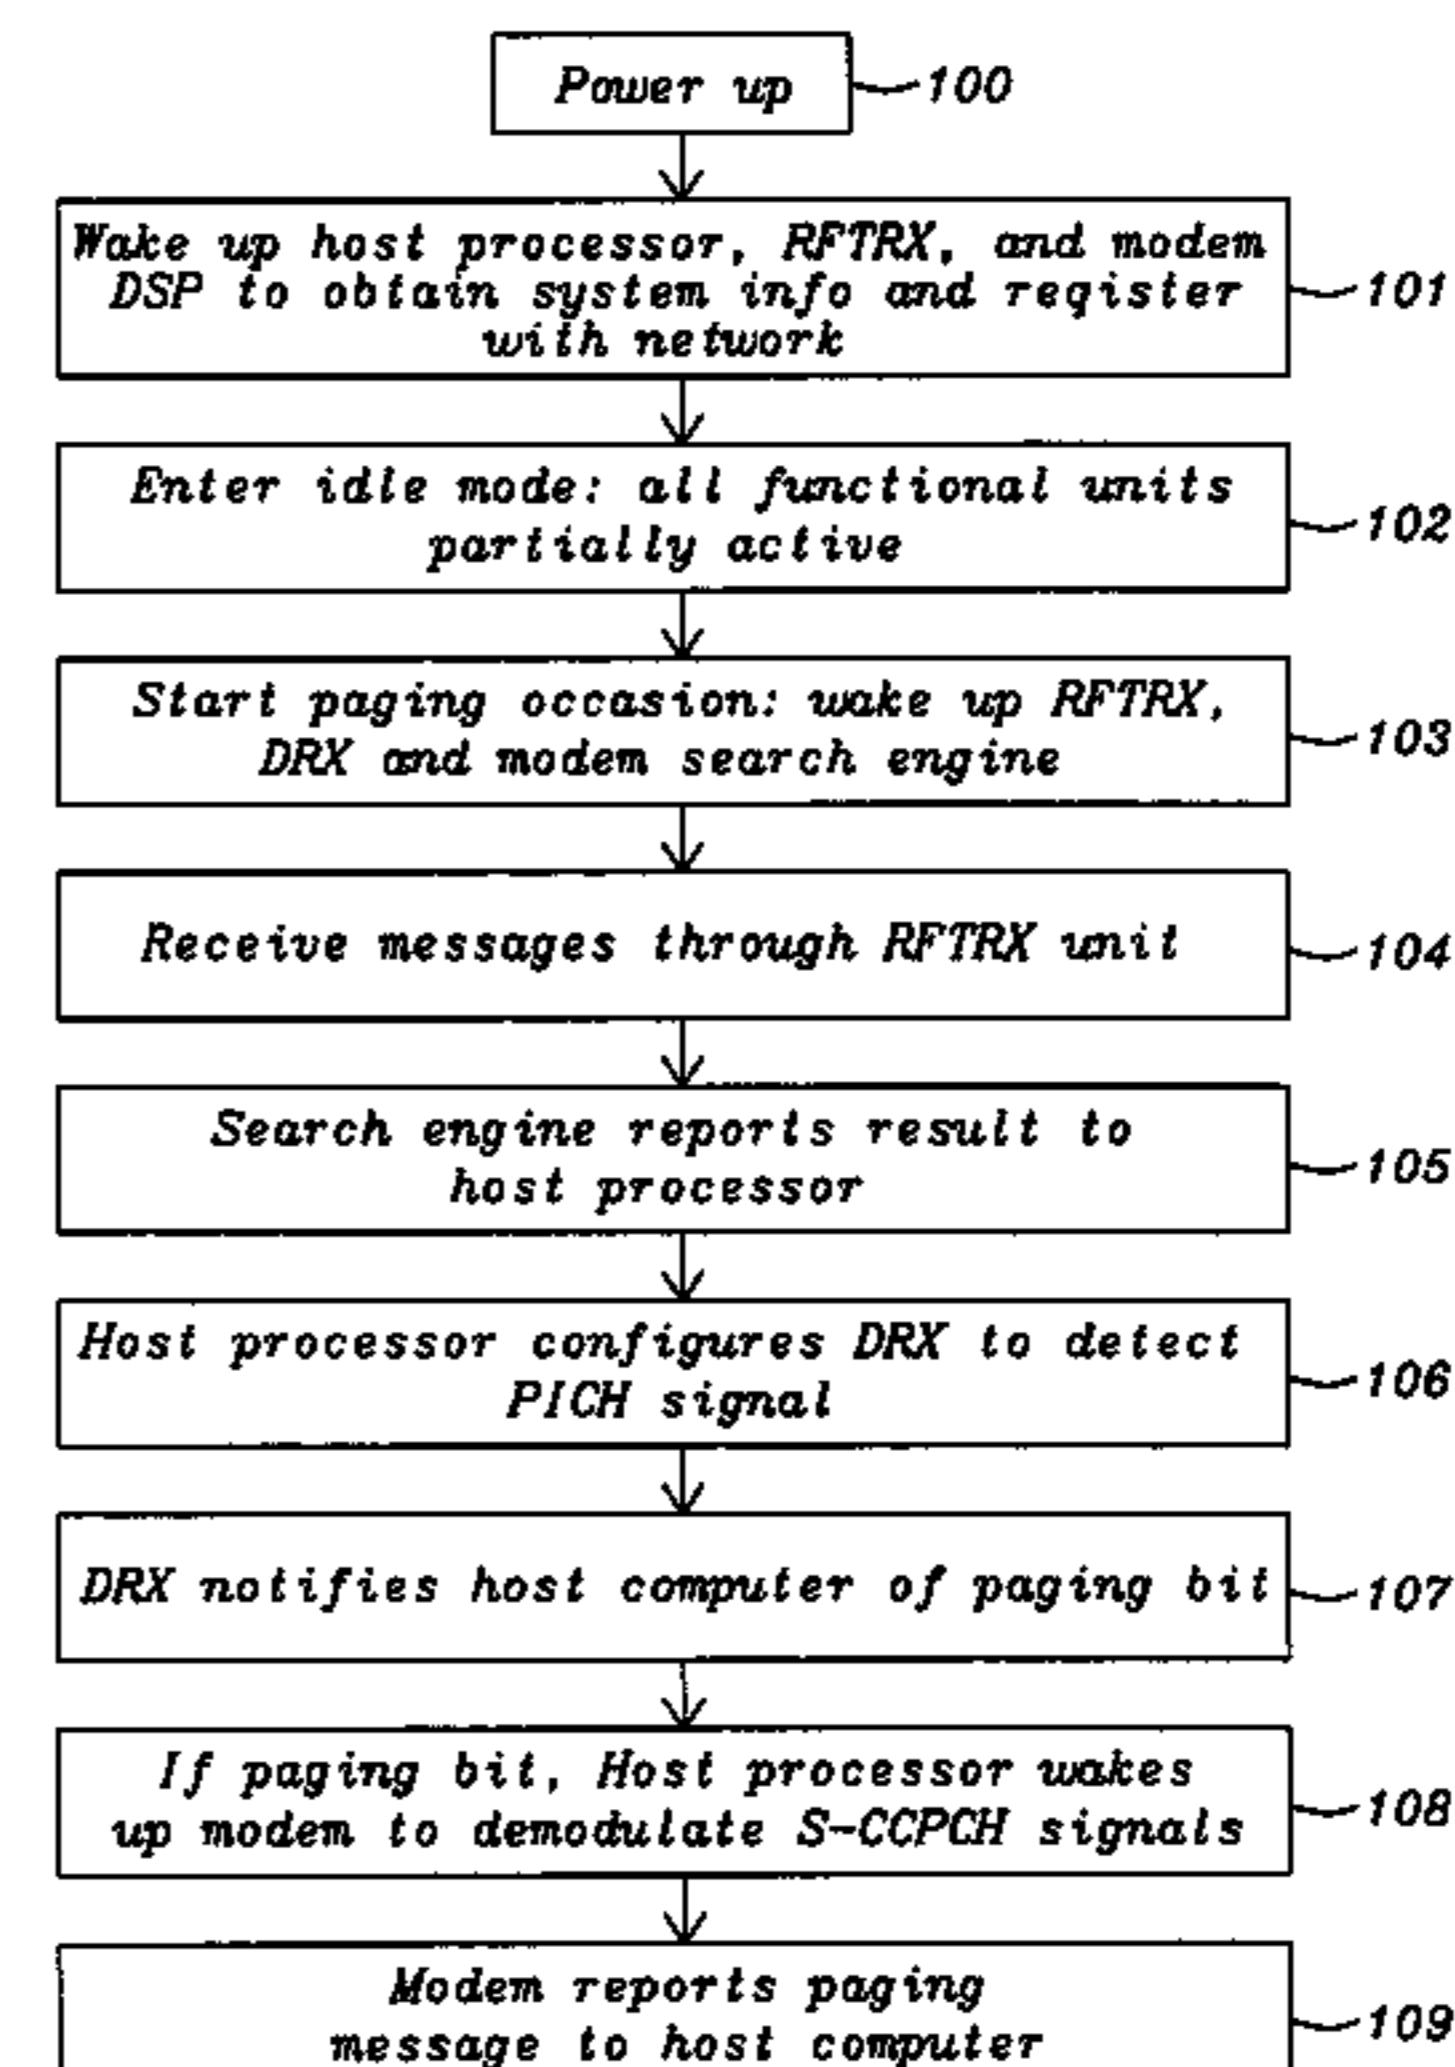 Power up
100
Wake up host processor, RFTRX, and modem
DSP to obtain system info and register
with network
101
Enter idle mode: all functional units
partially active
102
Start paging occasion: wake up RFTRX,
DRX and modem search engine
103
Receive messages through RFTRX unit
104
Search engine reports result to
host processor
105
Host processor configures DRX to detect
PICH signal
106
DRX notifies host computer of paging bit
107
If paging bit, Host processor wakes
up modem to demodulate S-CCPCH signals
108
Modem reports paging
message to host computer
109